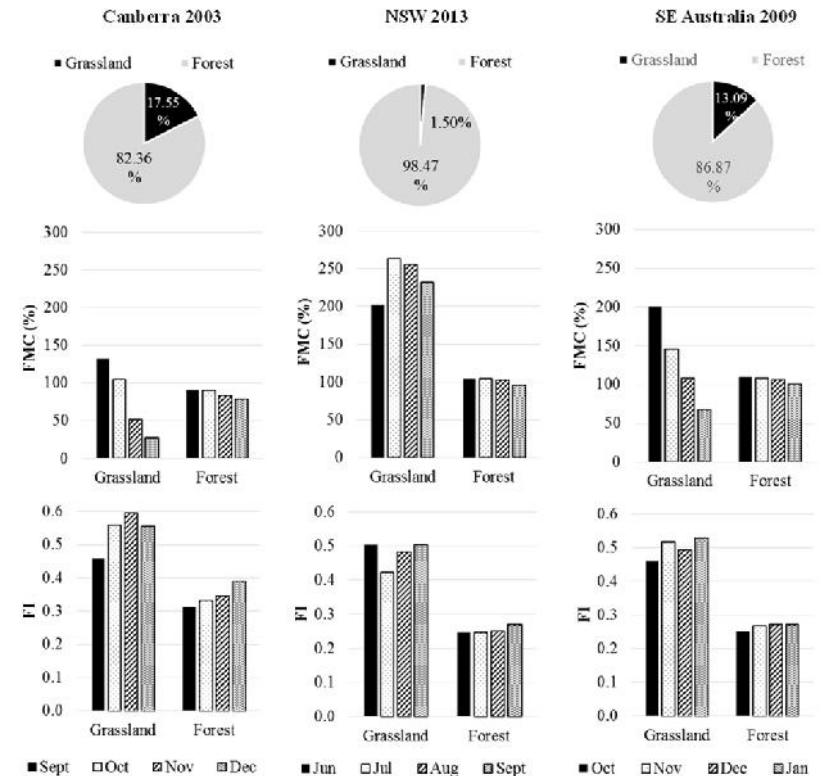 Canberra 2003
NSW 2013
SE Australia 2009
Grassland Forest
Grassland Forest
Grassland Forest
17.55
%
82.36
%
1.50%
98.47
%
13.09
%
86.87
%
FMC (%)
300
250
200
150
100
50
0
Grassland Forest
FMC (%)
300
250
200
150
100
50
0
Grassland Forest
FMC (%)
300
250
200
150
100
50
0
Grassland Forest
FI
0.6
0.5
0.4
0.3
0.2
0.1
0.0
Grassland Forest
Sept Oct Nov Dec
FI
0.6
0.5
0.4
0.3
0.2
0.1
0.0
Grassland Forest
Jun Jul Aug Sept
FI
0.6
0.5
0.4
0.3
0.2
0.1
0.0
Grassland Forest
Oct Nov Dec Jan